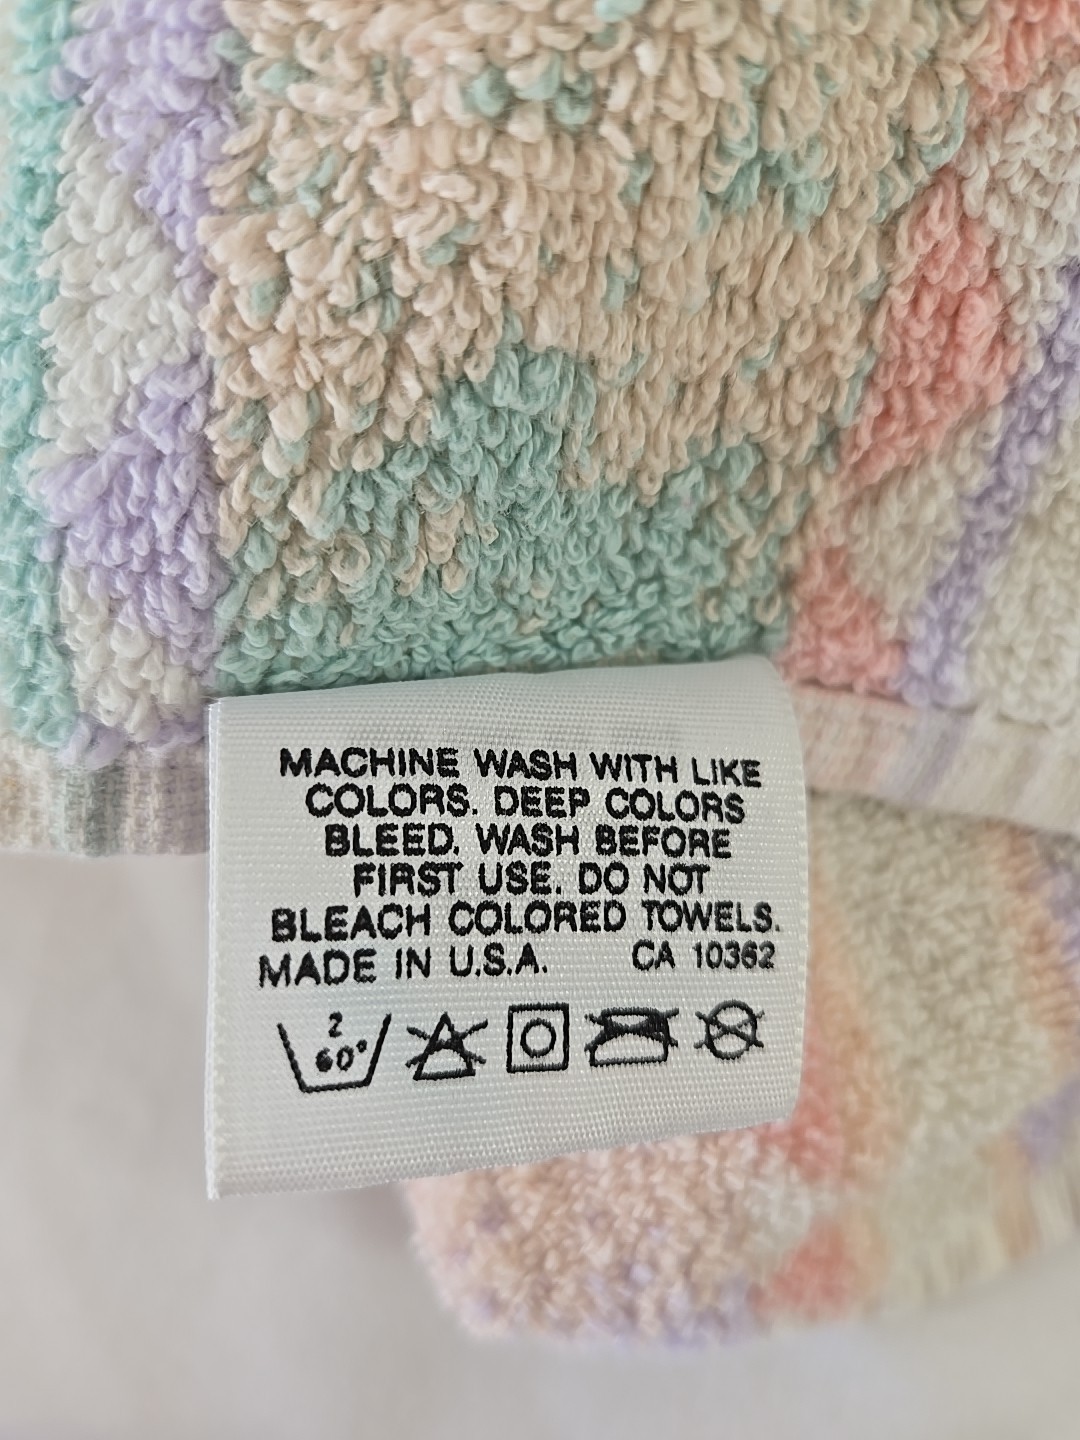 MACHINE WASH WITH LIKE
COLORS. DEEP COLORS
BLEED. WASH BEFORE
FIRST USE. DO NOT
BLEACH COLORED TOWELS.
MADE IN U.S.A. CA 10362
2
60°